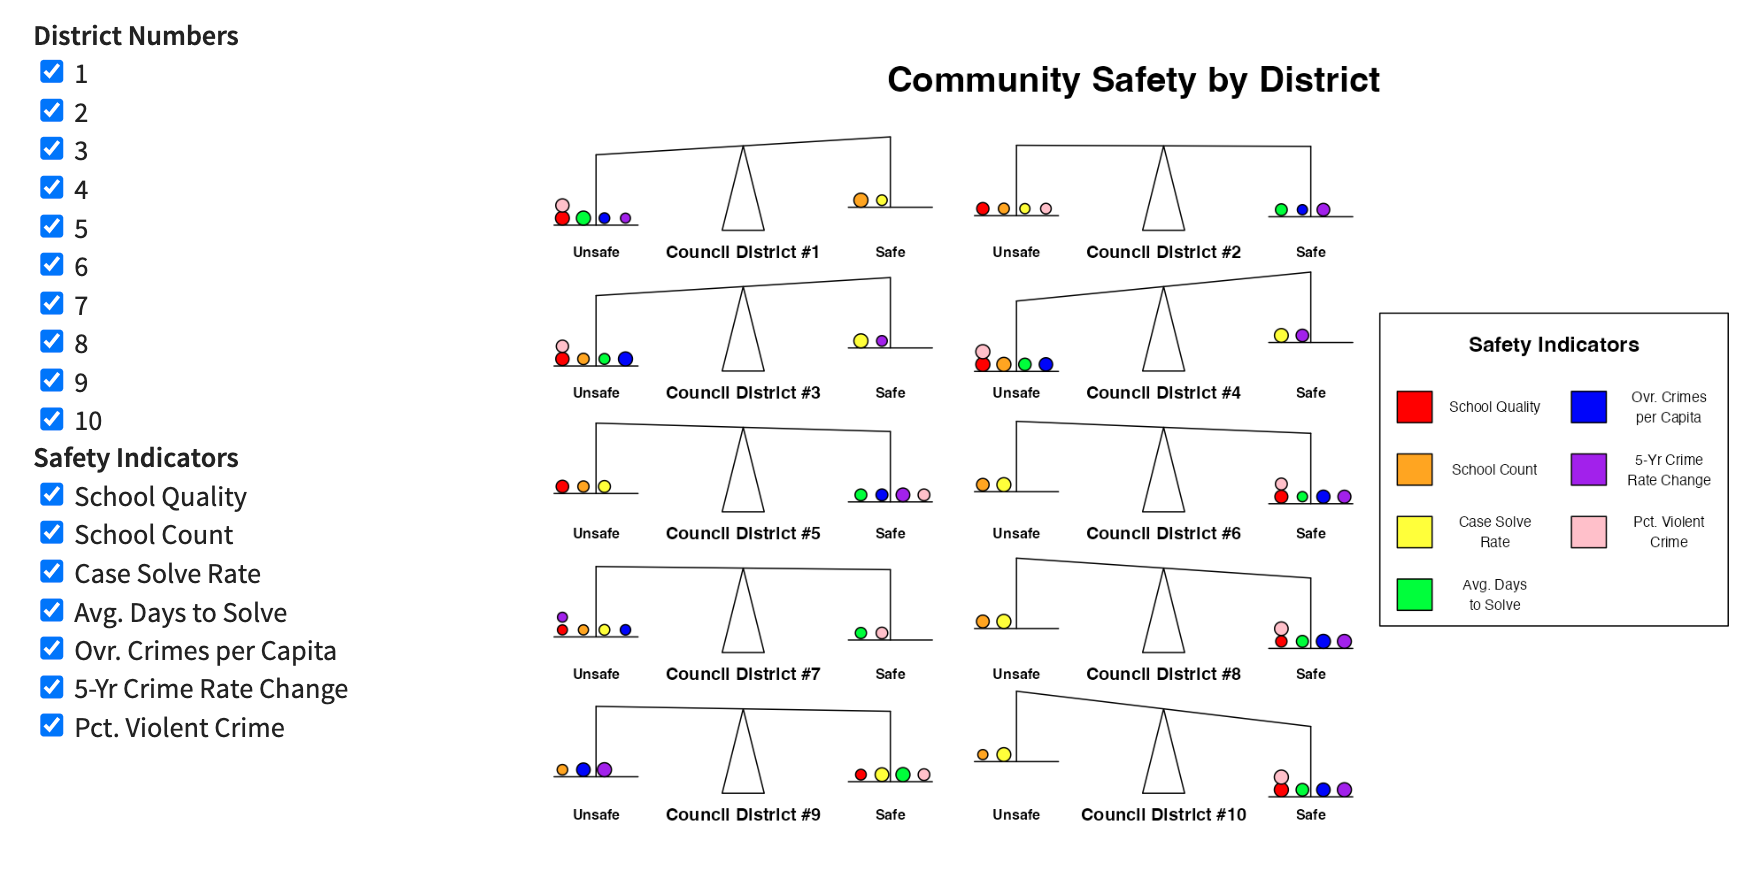 District Numbers
1
2
3
4
5
6
7
8
9
10
Safety Indicators
School Quality
School Count
Case Solve Rate
Avg. Days to Solve
Ovr. Crimes per Capita
5-Yr Crime Rate Change
Pct. Violent Crime
Community Safety by District
Unsafe Council District #1 Safe
Unsafe Council District #2 Safe
Unsafe Council District #3 Safe
Unsafe Council District #4 Safe
Unsafe Council District #5 Safe
Unsafe Council District #6 Safe
Unsafe Council District #7 Safe
Unsafe Council District #8 Safe
Unsafe Council District #9 Safe
Unsafe Council District #10 Safe
Safety Indicators
School Quality
Ovr. Crimes
per Capita
School Count
5-Yr Crime
Rate Change
Case Solve
Rate
Pct. Violent
Crime
Avg. Days
to Solve